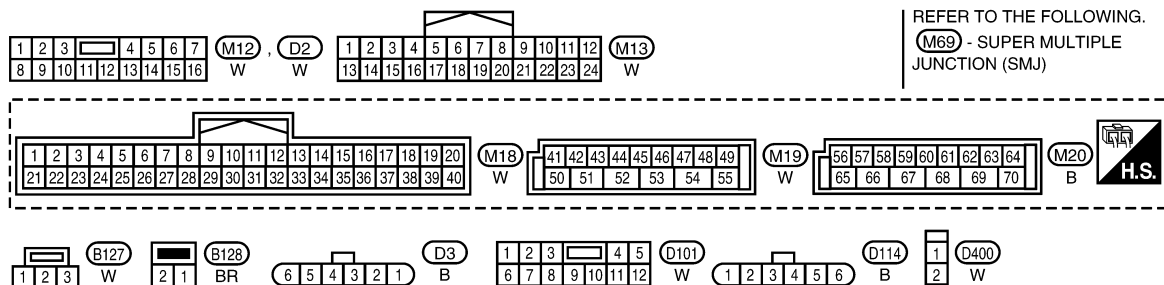 REFER TO THE FOLLOWING.
1 2 3 4 5 6 7 M12 , D2 1 2 3 4 5 6 7 8 9 10 11 12 M13 M69 - SUPER MULTIPLE
8 9 10 11 12 13 14 15 16 W W 13 14 15 16 17 18 19 20 21 22 23 24 W JUNCTION (SMJ)
1 2 3 4 5 6 7 8 9 10 11 12 13 14 15 16 17 18 19 20 M18 41 42 43 44 45 46 47 48 49 M19 56 57 58 59 60 61 62 63 64 M20
21 22 23 24 25 26 27 28 29 30 31 32 33 34 35 36 37 38 39 40 W 50 51 52 53 54 55 W 65 66 67 68 69 70 B H.S.
B127 B128 D3 1 2 3 4 5 D101 D114 1 D400
1 2 3 W 2 1 BR 6 5 4 3 2 1 B 6 7 8 9 10 11 12 W 1 2 3 4 5 6 B 2 W